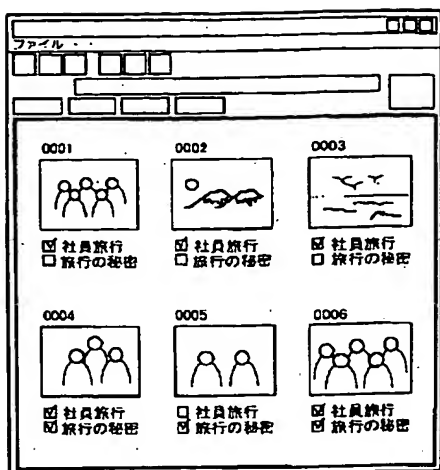 ファイル
0001 0002 0003
☑ 社員旅行 ☑ 社員旅行 ☑ 社員旅行
☐ 旅行の秘密 ☐ 旅行の秘密 ☐ 旅行の秘密
0004 0005 0006
☑ 社員旅行 ☐ 社員旅行 ☑ 社員旅行
☑ 旅行の秘密 ☑ 旅行の秘密 ☑ 旅行の秘密